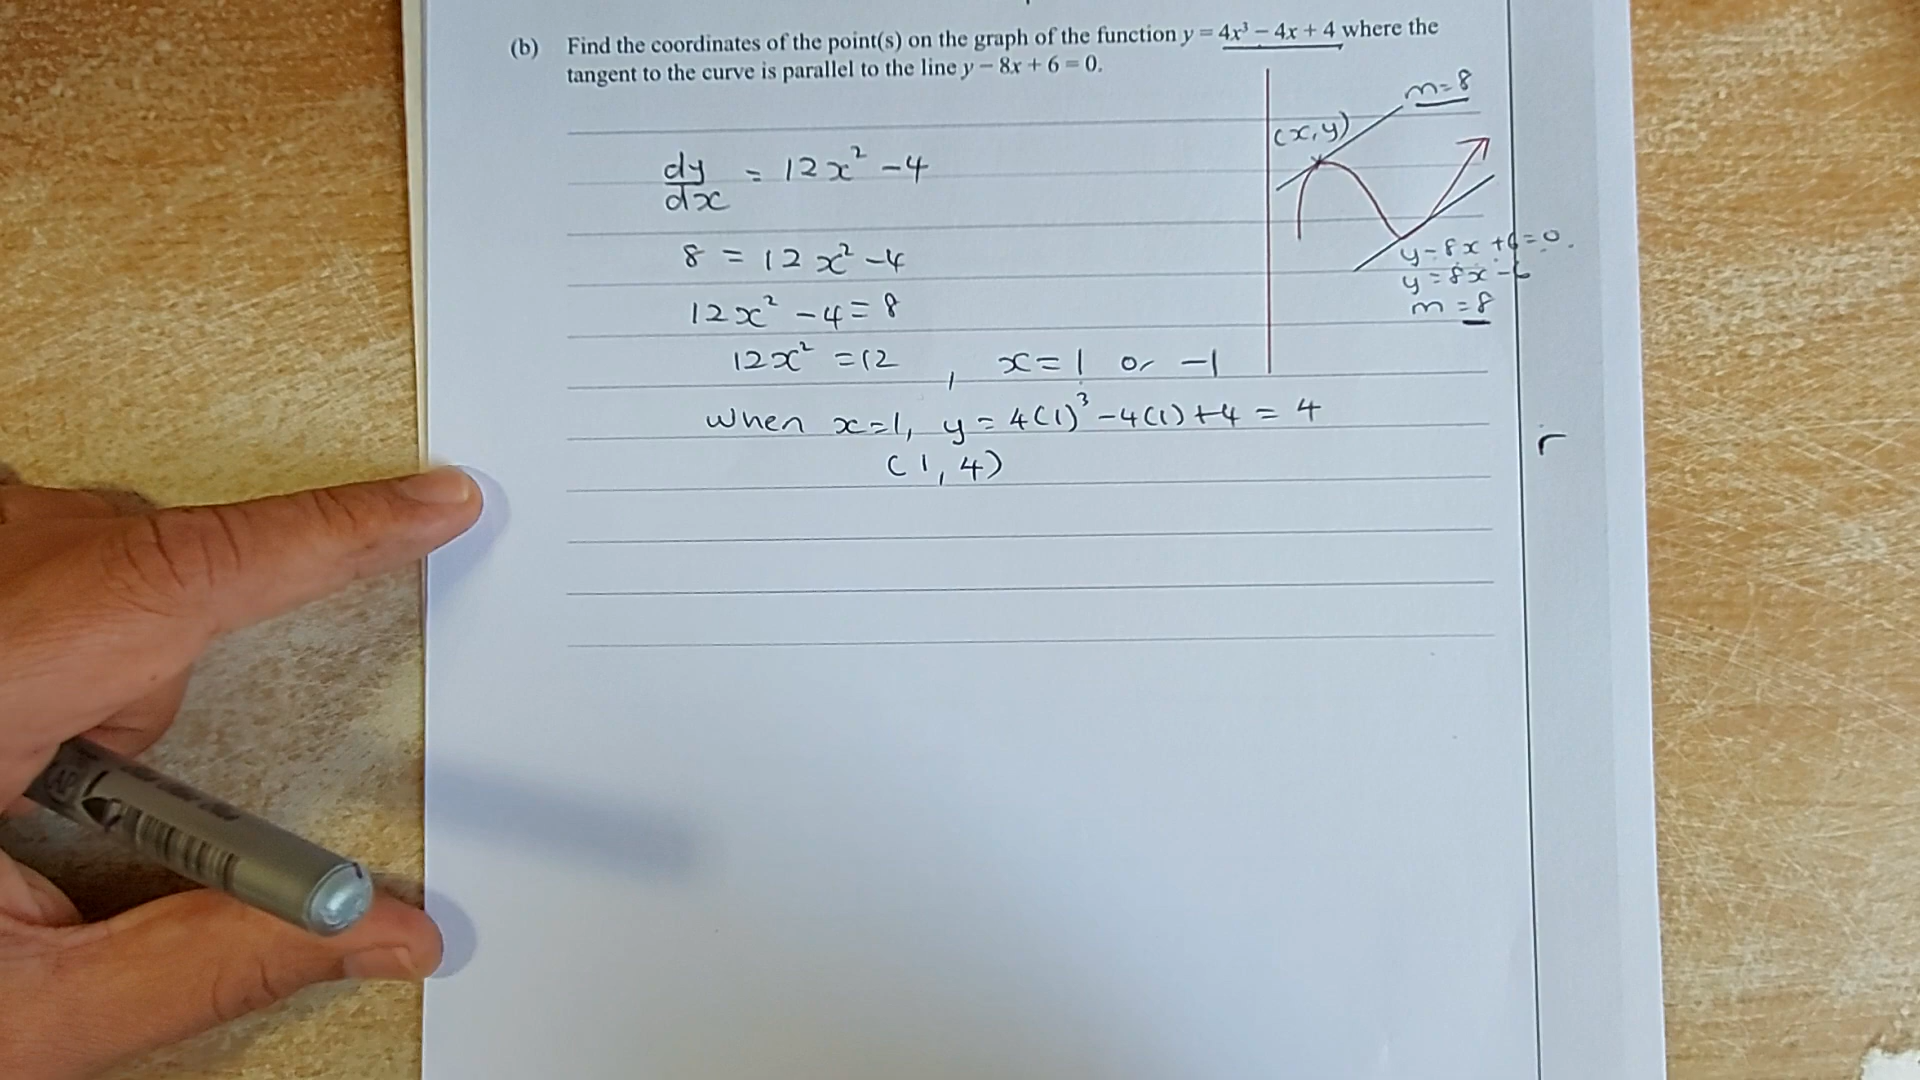 (b) Find the coordinates of the point(s) on the graph of the function y = 4x³ – 4x + 4 where the
tangent to the curve is parallel to the line y – 8x + 6 = 0.
m=8
(x,y)
dy/dx = 12x² -4
8 = 12x² -4
y-8x+6=0.
y=8x-6
12x² -4=8
m=8
12x² =12, x=1 or -1
When x=1, y=4(1)³-4(1)+4=4
(1,4)
r